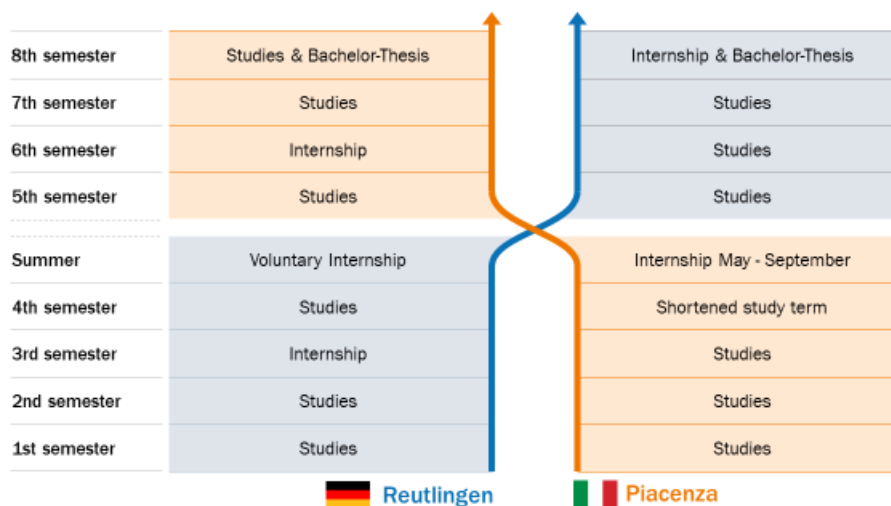 8th semester Studies & Bachelor-Thesis Internship & Bachelor-Thesis
7th semester Studies Studies
6th semester Internship Studies
5th semester Studies Studies
Summer Voluntary Internship Internship May - September
4th semester Studies Shortened study term
3rd semester Internship Studies
2nd semester Studies Studies
1st semester Studies Studies
Reutlingen Piacenza